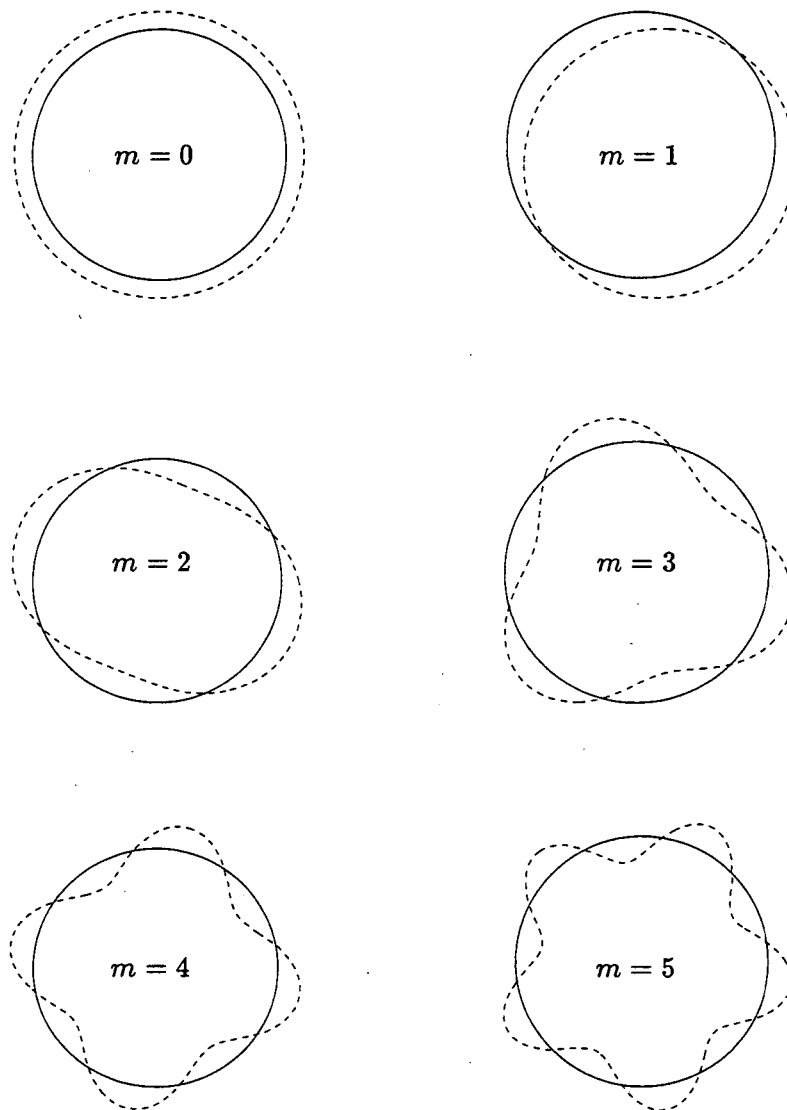 m = 0
m = 1
m = 2
m = 3
m = 4
m = 5